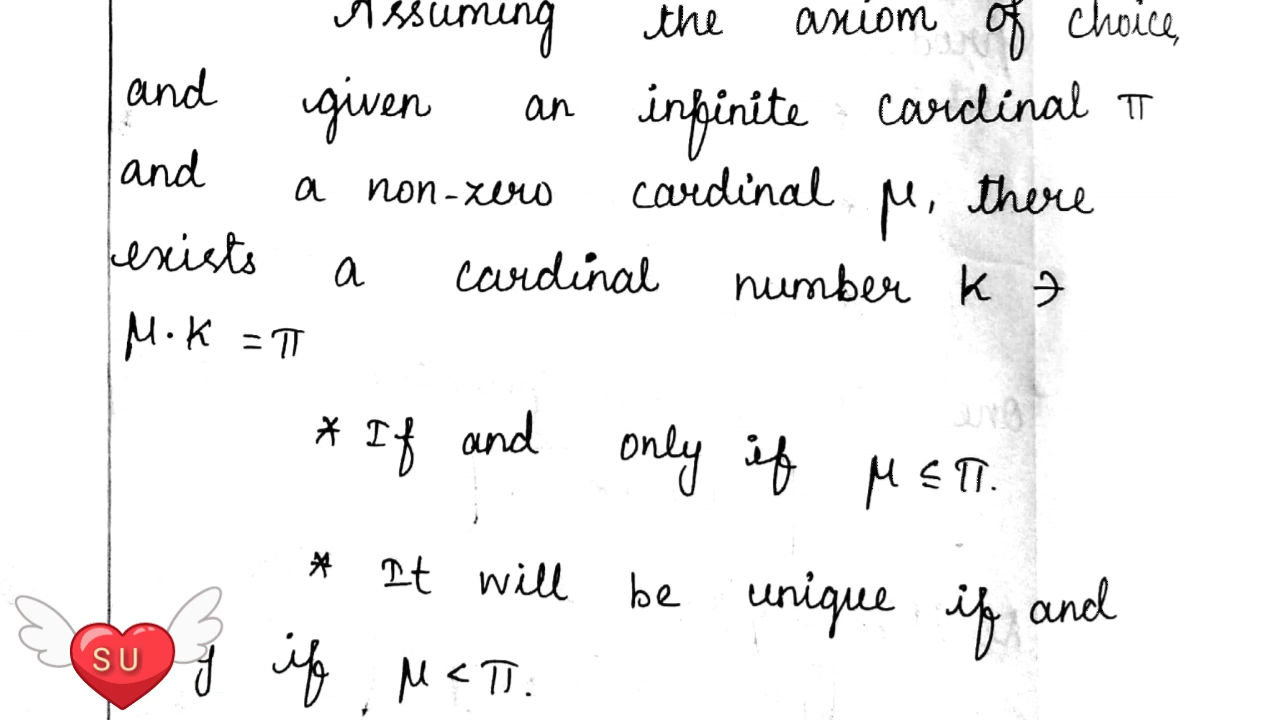 Assuming the axiom of choice,
and given an infinite cardinal π
and a non-zero cardinal μ, there
exists a cardinal number k ∋
μ·k = π
* If and only if μ ≤ π.
* It will be unique if and
y if μ < π.
SU